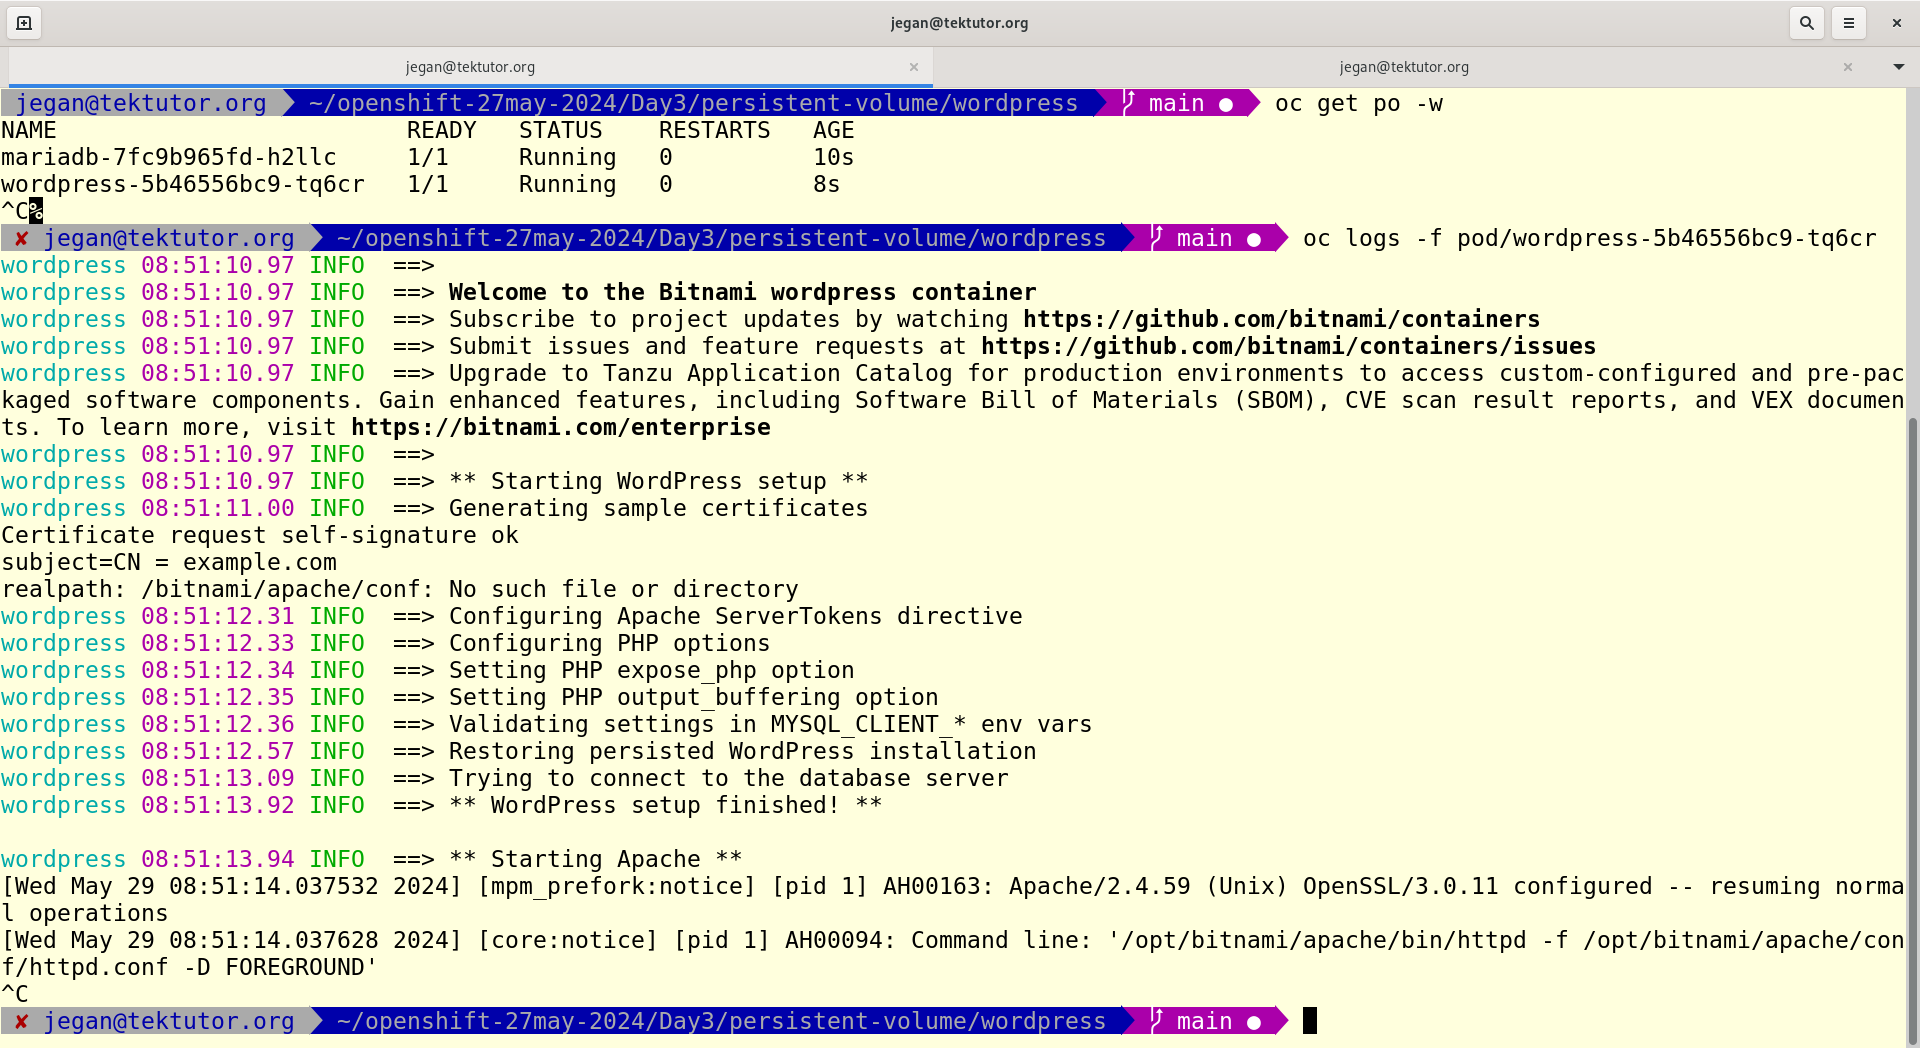 jegan@tektutor.org
jegan@tektutor.org
jegan@tektutor.org
jegan@tektutor.org ~/openshift-27may-2024/Day3/persistent-volume/wordpress main ● oc get po -w
NAME READY STATUS RESTARTS AGE
mariadb-7fc9b965fd-h2llc 1/1 Running 0 10s
wordpress-5b46556bc9-tq6cr 1/1 Running 0 8s
^C%
✘ jegan@tektutor.org ~/openshift-27may-2024/Day3/persistent-volume/wordpress main ● oc logs -f pod/wordpress-5b46556bc9-tq6cr
wordpress 08:51:10.97 INFO ==>
wordpress 08:51:10.97 INFO ==> Welcome to the Bitnami wordpress container
wordpress 08:51:10.97 INFO ==> Subscribe to project updates by watching https://github.com/bitnami/containers
wordpress 08:51:10.97 INFO ==> Submit issues and feature requests at https://github.com/bitnami/containers/issues
wordpress 08:51:10.97 INFO ==> Upgrade to Tanzu Application Catalog for production environments to access custom-configured and pre-pac
kaged software components. Gain enhanced features, including Software Bill of Materials (SBOM), CVE scan result reports, and VEX documen
ts. To learn more, visit https://bitnami.com/enterprise
wordpress 08:51:10.97 INFO ==>
wordpress 08:51:10.97 INFO ==> ** Starting WordPress setup **
wordpress 08:51:11.00 INFO ==> Generating sample certificates
Certificate request self-signature ok
subject=CN = example.com
realpath: /bitnami/apache/conf: No such file or directory
wordpress 08:51:12.31 INFO ==> Configuring Apache ServerTokens directive
wordpress 08:51:12.33 INFO ==> Configuring PHP options
wordpress 08:51:12.34 INFO ==> Setting PHP expose_php option
wordpress 08:51:12.35 INFO ==> Setting PHP output_buffering option
wordpress 08:51:12.36 INFO ==> Validating settings in MYSQL_CLIENT_* env vars
wordpress 08:51:12.57 INFO ==> Restoring persisted WordPress installation
wordpress 08:51:13.09 INFO ==> Trying to connect to the database server
wordpress 08:51:13.92 INFO ==> ** WordPress setup finished! **
wordpress 08:51:13.94 INFO ==> ** Starting Apache **
[Wed May 29 08:51:14.037532 2024] [mpm_prefork:notice] [pid 1] AH00163: Apache/2.4.59 (Unix) OpenSSL/3.0.11 configured -- resuming norma
l operations
[Wed May 29 08:51:14.037628 2024] [core:notice] [pid 1] AH00094: Command line: '/opt/bitnami/apache/bin/httpd -f /opt/bitnami/apache/con
f/httpd.conf -D FOREGROUND'
^C
✘ jegan@tektutor.org ~/openshift-27may-2024/Day3/persistent-volume/wordpress main ●